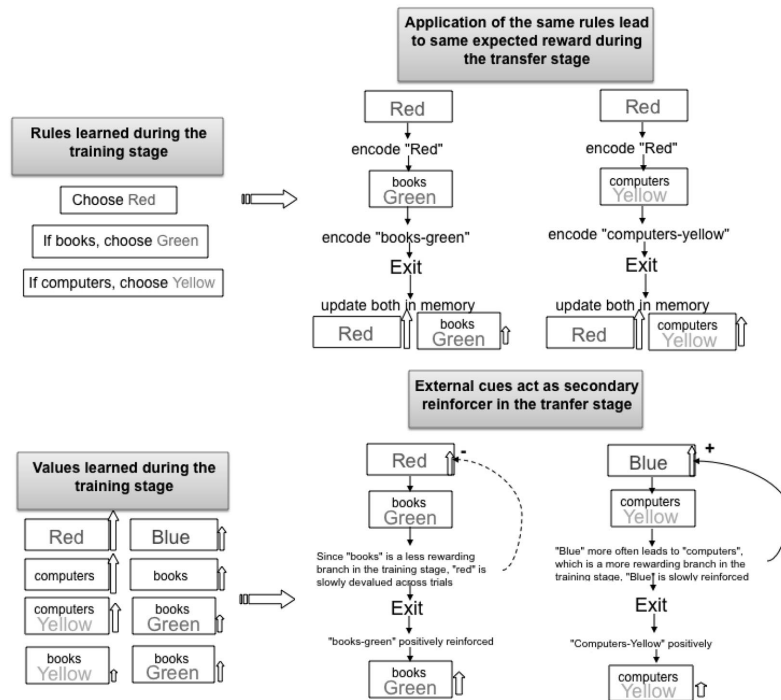 Application of the same rules lead
to same expected reward during
the transfer stage
Rules learned during the
training stage
Choose Red
If books, choose Green
If computers, choose Yellow
Red
encode "Red"
books
Green
encode "books-green"
Exit
update both in memory
Red
books
Green
Red
encode "Red"
computers
Yellow
encode "computers-yellow"
Exit
update both in memory
Red
computers
Yellow
External cues act as secondary
reinforcer in the tranfer stage
Values learned during the
training stage
Red
Blue
computers
books
computers
Yellow
books
Green
books
Yellow
books
Green
Red
-
books
Green
Since "books" is a less rewarding
branch in the training stage, "red" is
slowly devalued across trials
Exit
"books-green" positively reinforced
books
Green
Blue
+
computers
Yellow
"Blue" more often leads to "computers",
which is a more rewarding branch in the
training stage, "Blue" is slowly reinforced
Exit
"Computers-Yellow" positively
computers
Yellow